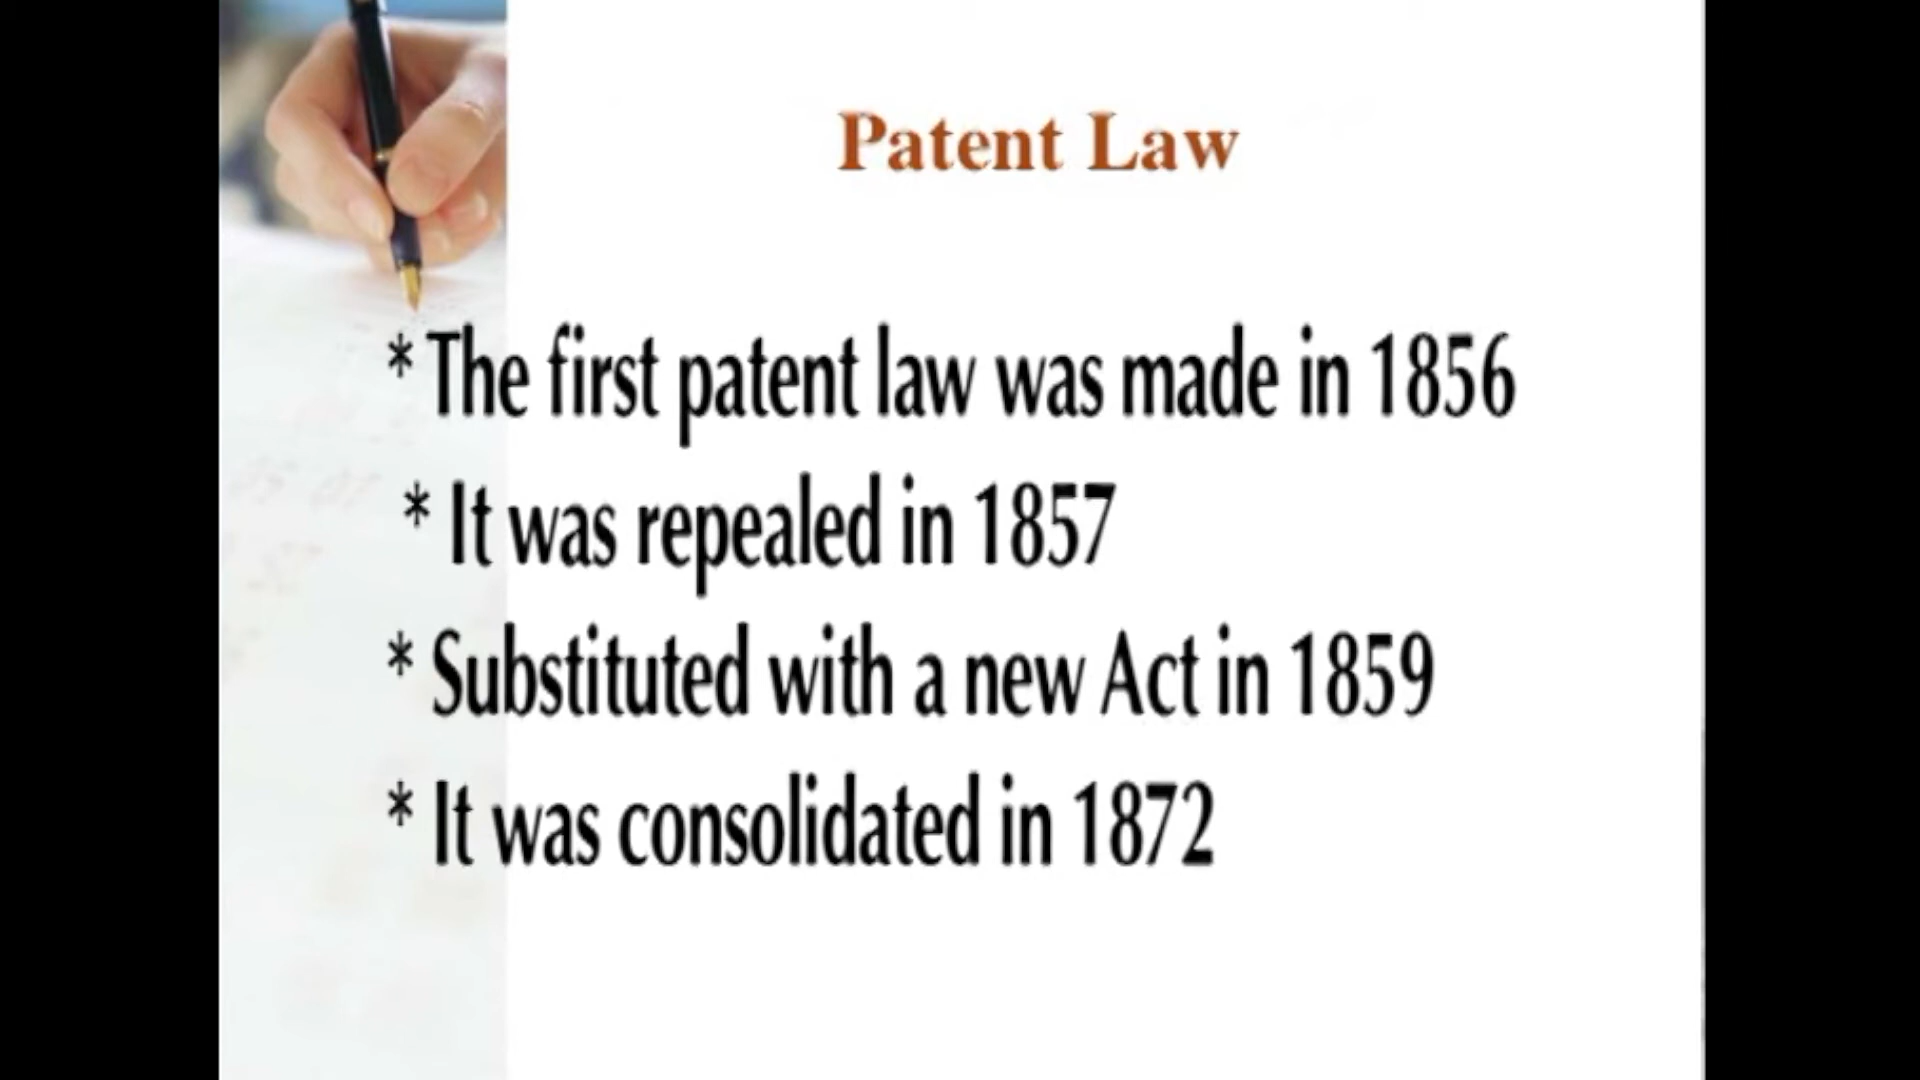 Patent Law
* The first patent law was made in 1856
* It was repealed in 1857
* Substituted with a new Act in 1859
* It was consolidated in 1872